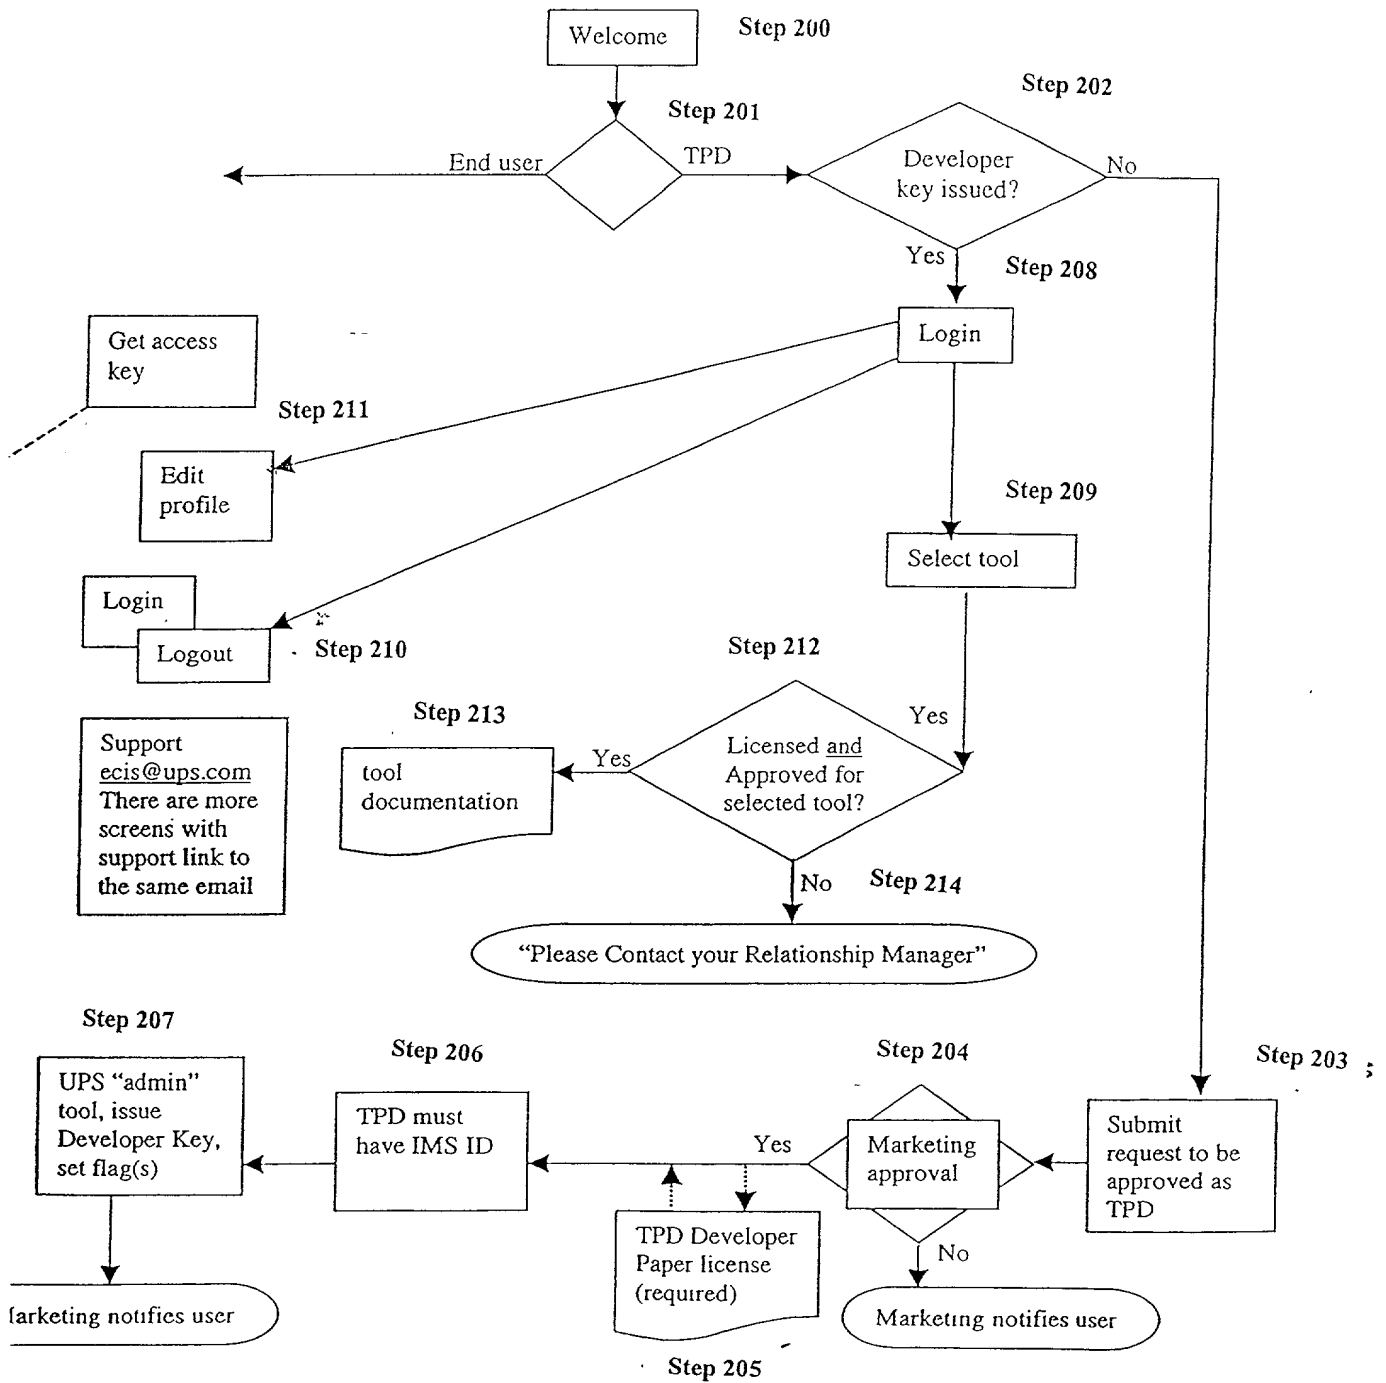 Welcome
Step 200
Step 201
End user
TPD
Step 202
Developer
key issued?
No
Yes
Step 208
Login
Get access
key
Step 211
Edit
profile
Step 209
Select tool
Login
Logout
Step 210
Step 212
Yes
Licensed and
Approved for
selected tool?
Step 213
Yes
tool
documentation
Support
ecis@ups.com
There are more
screens with
support link to
the same email
No
Step 214
“Please Contact your Relationship Manager”
Step 207
UPS “admin”
tool, issue
Developer Key,
set flag(s)
Step 206
TPD must
have IMS ID
Yes
Step 204
Marketing
approval
Step 203
Submit
request to be
approved as
TPD
TPD Developer
Paper license
(required)
Step 205
No
Marketing notifies user
notifies user